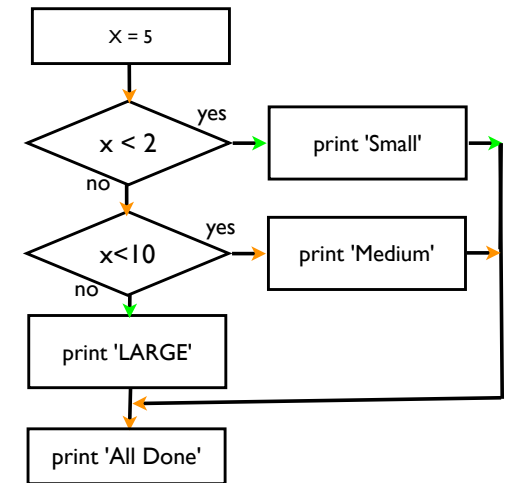 X = 5
yes
x < 2
print 'Small'
no
yes
x<10
print 'Medium'
no
print 'LARGE'
print 'All Done'